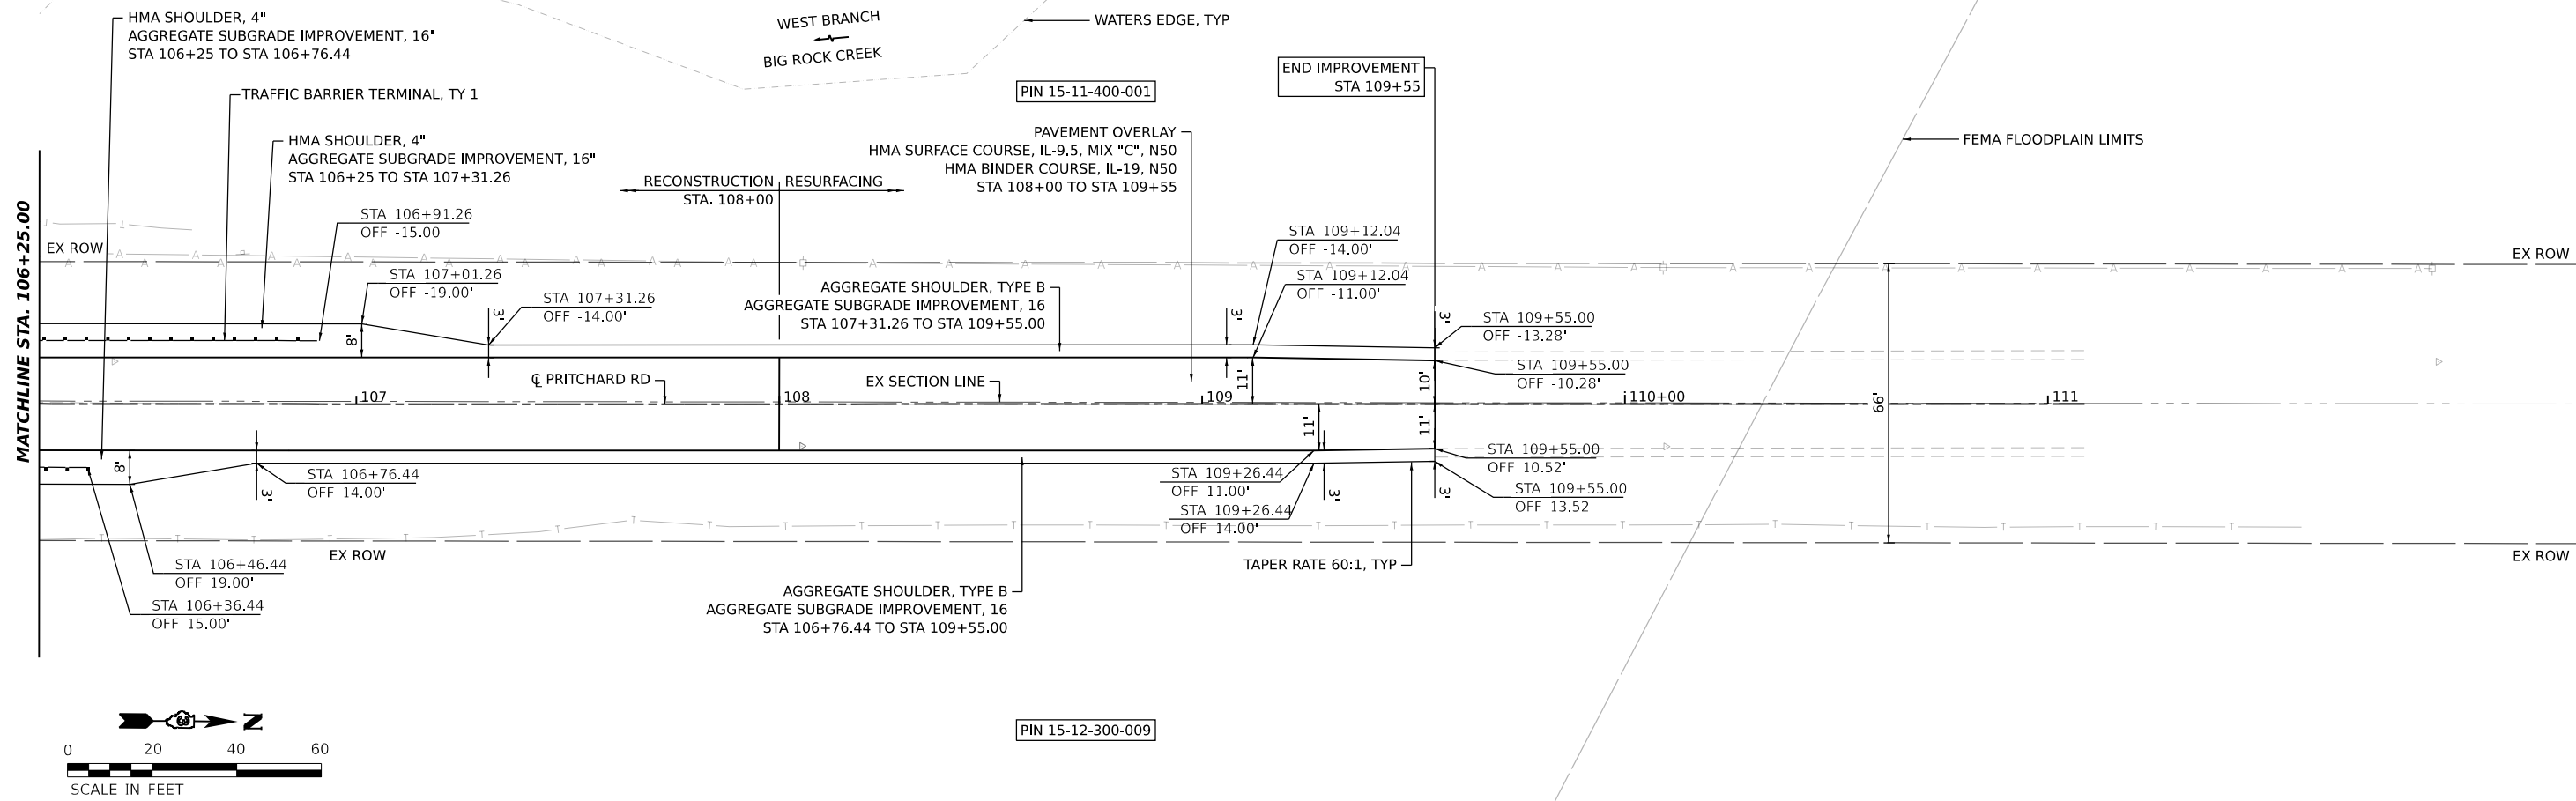 HMA SHOULDER, 4"
AGGREGATE SUBGRADE IMPROVEMENT, 16"
STA 106+25 TO STA 106+76.44
WEST BRANCH
BIG ROCK CREEK
WATERS EDGE, TYP
END IMPROVEMENT
STA 109+55
PIN 15-11-400-001
TRAFFIC BARRIER TERMINAL, TY 1
HMA SHOULDER, 4"
AGGREGATE SUBGRADE IMPROVEMENT, 16"
STA 106+25 TO STA 107+31.26
PAVEMENT OVERLAY
HMA SURFACE COURSE, IL-9.5, MIX "C", N50
HMA BINDER COURSE, IL-19, N50
STA 108+00 TO STA 109+55
FEMA FLOODPLAIN LIMITS
RECONSTRUCTION
RESURFACING
STA. 108+00
MATCHLINE STA. 106+25.00
STA 106+91.26
OFF -15.00'
EX ROW
STA 109+12.04
OFF -14.00'
EX ROW
STA 107+01.26
OFF -19.00'
STA 107+31.26
OFF -14.00'
AGGREGATE SHOULDER, TYPE B
AGGREGATE SUBGRADE IMPROVEMENT, 16
STA 107+31.26 TO STA 109+55.00
STA 109+12.04
OFF -11.00'
3'
3'
3'
STA 109+55.00
OFF -13.28'
8'
STA 109+55.00
OFF -10.28'
℄ PRITCHARD RD
EX SECTION LINE
11'
10'
107
108
109
110+00
111
66'
11'
11'
8'
3'
STA 106+76.44
OFF 14.00'
STA 109+26.44
OFF 11.00'
3'
3'
STA 109+55.00
OFF 10.52'
STA 109+55.00
OFF 13.52'
STA 109+26.44
OFF 14.00'
EX ROW
EX ROW
STA 106+46.44
OFF 19.00'
TAPER RATE 60:1, TYP
STA 106+36.44
OFF 15.00'
AGGREGATE SHOULDER, TYPE B
AGGREGATE SUBGRADE IMPROVEMENT, 16
STA 106+76.44 TO STA 109+55.00
N
PIN 15-12-300-009
0 20 40 60
SCALE IN FEET